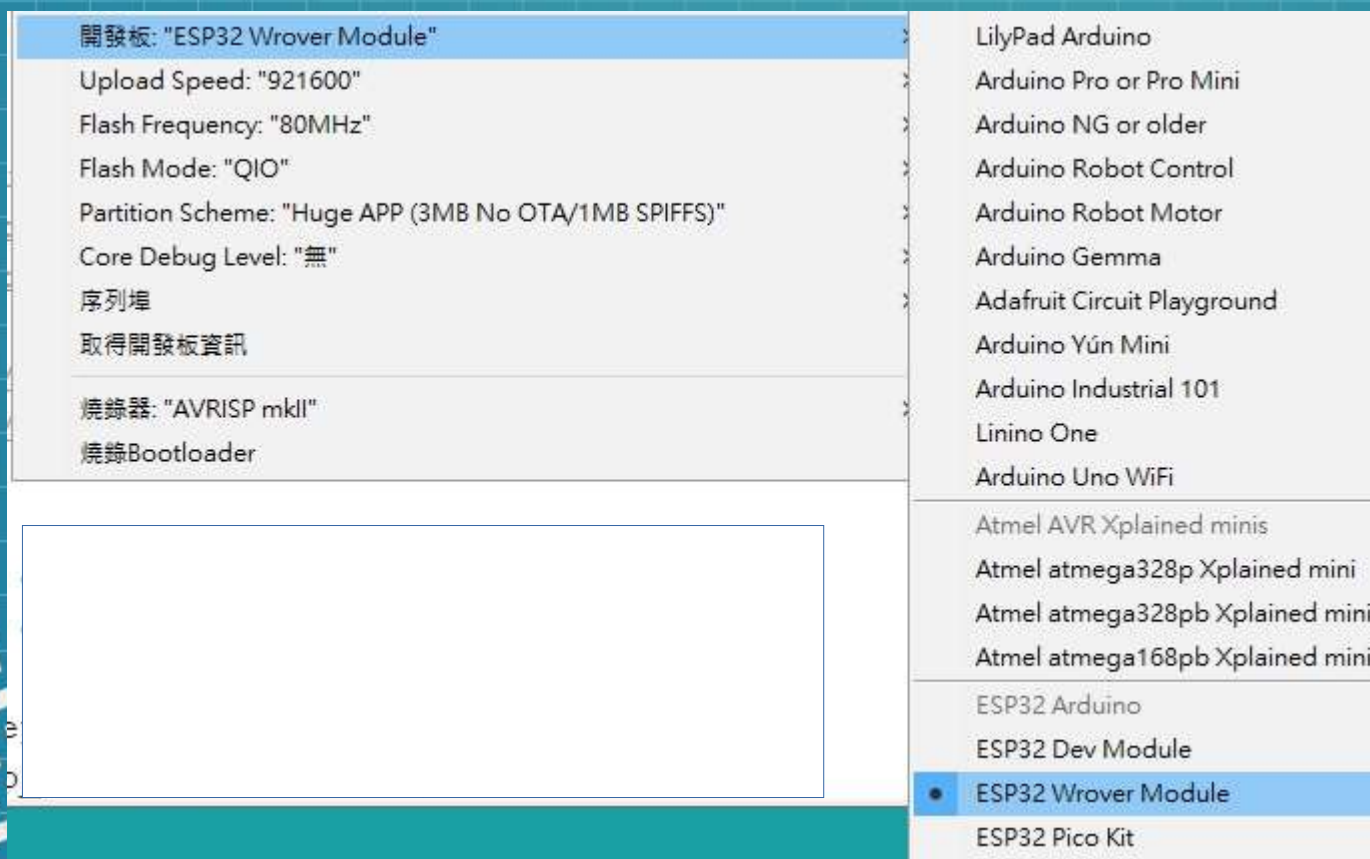 開發板: "ESP32 Wrover Module"
Upload Speed: "921600"
Flash Frequency: "80MHz"
Flash Mode: "QIO"
Partition Scheme: "Huge APP (3MB No OTA/1MB SPIFFS)"
Core Debug Level: "無"
序列埠
取得開發板資訊
燒錄器: "AVRISP mkII"
燒錄Bootloader
LilyPad Arduino
Arduino Pro or Pro Mini
Arduino NG or older
Arduino Robot Control
Arduino Robot Motor
Arduino Gemma
Adafruit Circuit Playground
Arduino Yún Mini
Arduino Industrial 101
Linino One
Arduino Uno WiFi
Atmel AVR Xplained minis
Atmel atmega328p Xplained mini
Atmel atmega328pb Xplained mini
Atmel atmega168pb Xplained mini
ESP32 Arduino
ESP32 Dev Module
ESP32 Wrover Module
ESP32 Pico Kit